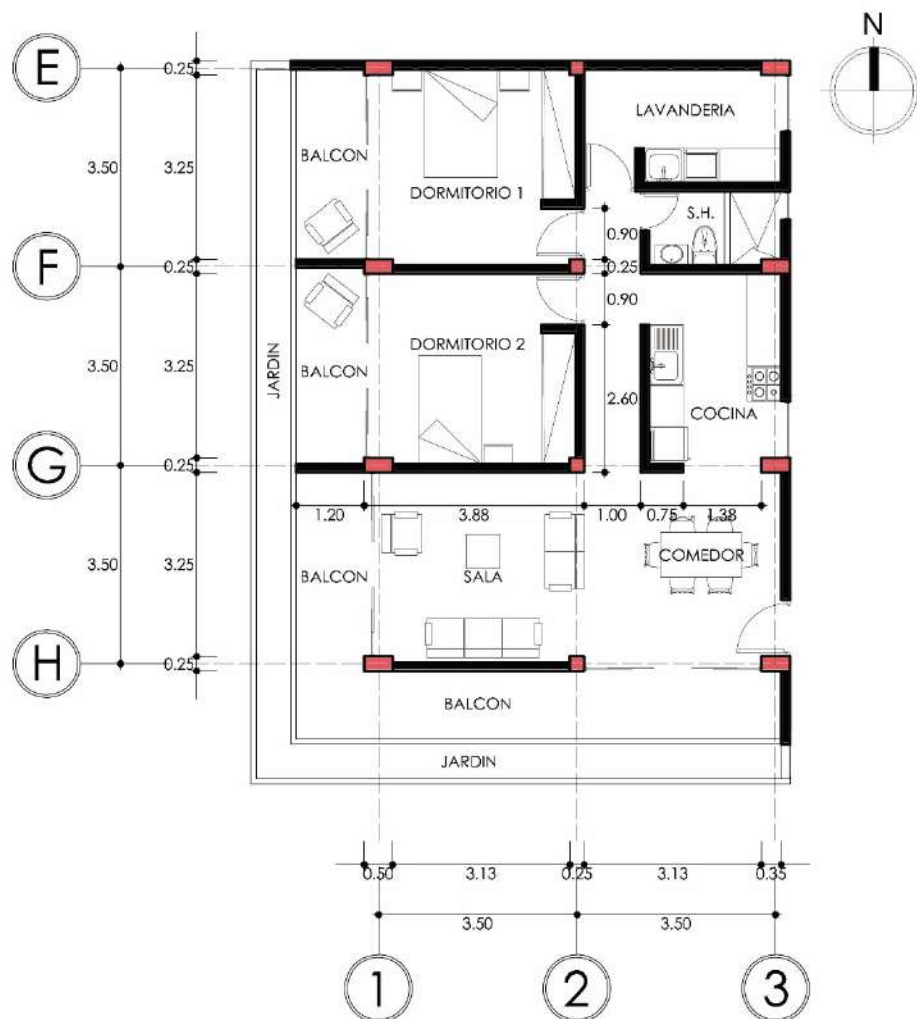 N
E
0.25
LAVANDERIA
3.50
3.25
BALCON
DORMITORIO 1
S.H.
0.90
F
0.25
0.25
0.90
DORMITORIO 2
JARDIN
3.50
3.25
BALCON
2.60
COCINA
G
0.25
1.20
3.88
1.00
0.75
1.38
3.50
3.25
BALCON
SALA
COMEDOR
H
0.25
BALCON
JARDIN
0.50
3.13
0.25
3.13
0.35
3.50
3.50
1
2
3